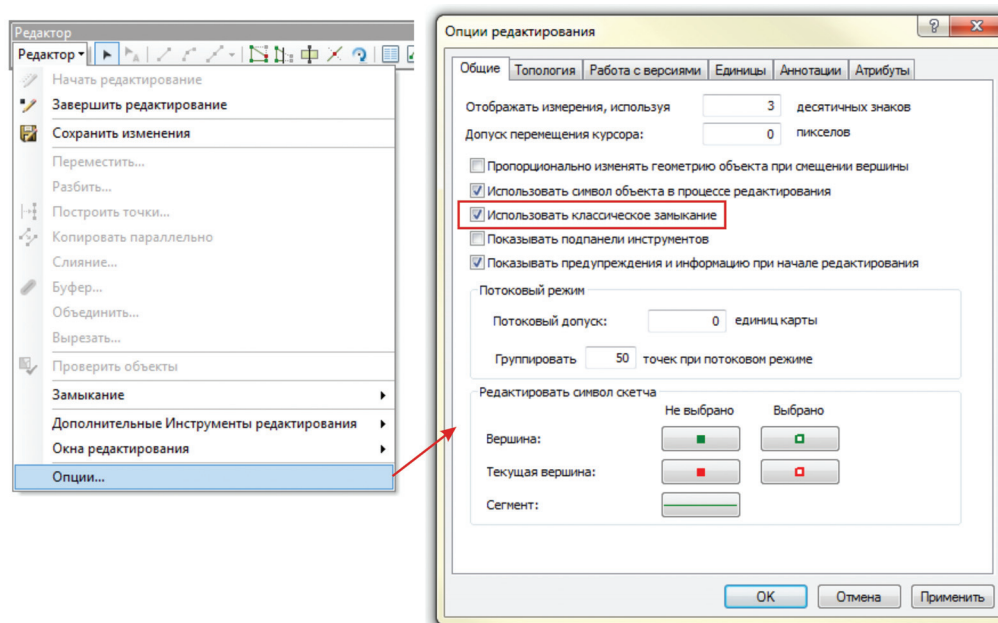 Редактор
Редактор
Начать редактирование
Завершить редактирование
Сохранить изменения
Переместить...
Разбить...
Построить точки...
Копировать параллельно
Слияние...
Буфер...
Объединить...
Вырезать...
Проверить объекты
Замыкание
Дополнительные Инструменты редактирования
Окна редактирования
Опции...
Опции редактирования
Общие Топология Работа с версиями Единицы Аннотации Атрибуты
Отображать измерения, используя 3 десятичных знаков
Допуск перемещения курсора: 0 пикселов
Пропорционально изменять геометрию объекта при смещении вершины
Использовать символ объекта в процессе редактирования
Использовать классическое замыкание
Показывать подпанели инструментов
Показывать предупреждения и информацию при начале редактирования
Потоковый режим
Потоковый допуск: 0 единиц карты
Группировать 50 точек при потоковом режиме
Редактировать символ скетча
Не выбрано Выбрано
Вершина:
Текущая вершина:
Сегмент:
OK Отмена Применить